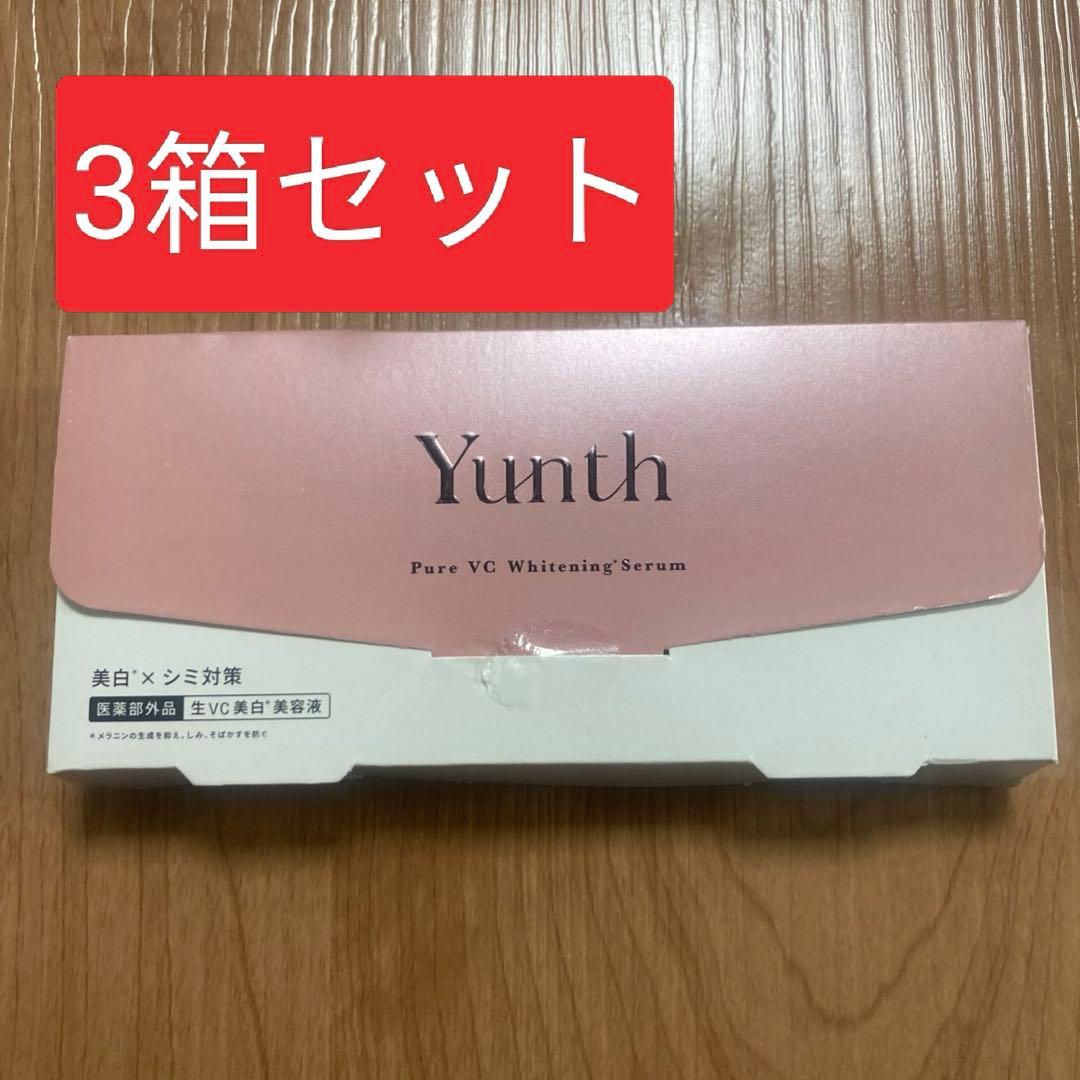 3箱セット
Yunth
Pure VC Whitening*Serum
美白*×シミ対策
医薬部外品 生VC美白*美容液
*メラニンの生成を抑え、しみ、そばかすを防ぐ